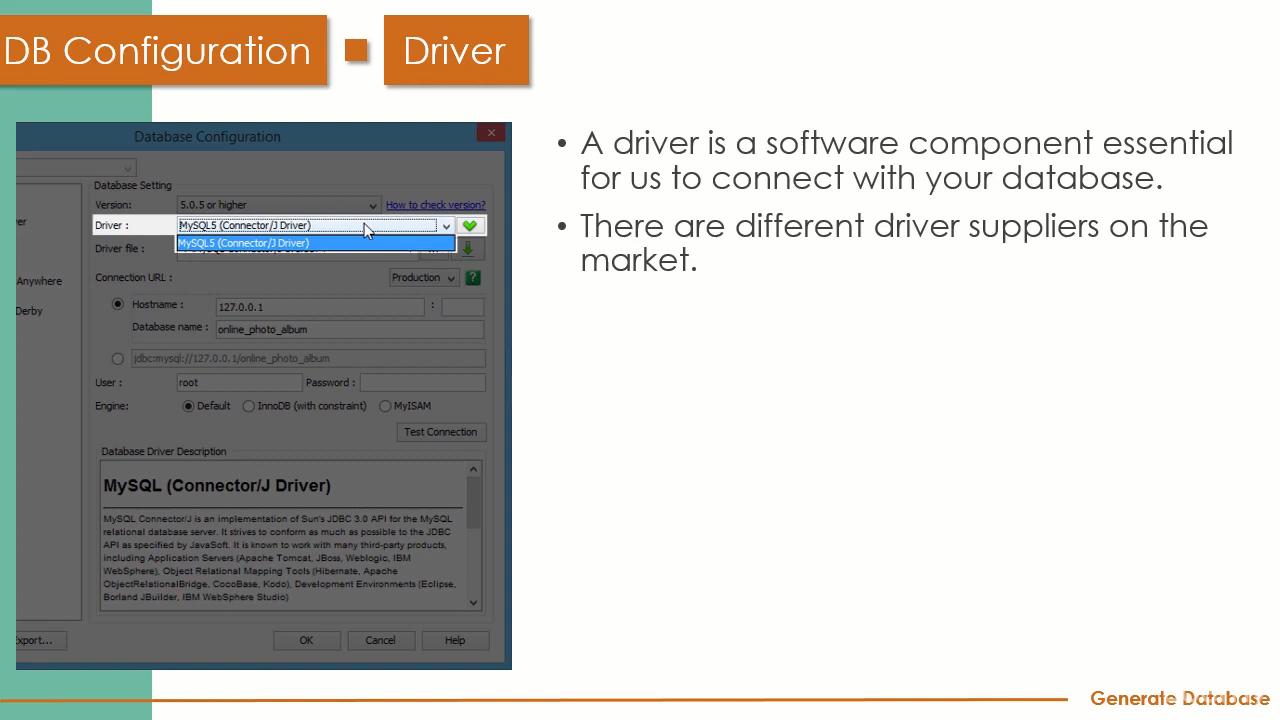 DB Configuration
Driver
Database Configuration
Database Setting
Version: 5.0.5 or higher How to check version?
Driver : MySQL5 (Connector/J Driver)
MySQL5 (Connector/J Driver)
Driver file :
Connection URL : Production ?
Anywhere
Derby
Hostname : 127.0.0.1 :
Database name : online_photo_album
jdbc:mysql://127.0.0.1/online_photo_album
User : root Password :
Engine: Default InnoDB (with constraint) MyISAM
Test Connection
Database Driver Description
MySQL (Connector/J Driver)
MySQL Connector/J is an implementation of Sun's JDBC 3.0 API for the MySQL
relational database server. It strives to conform as much as possible to the JDBC
API as specified by JavaSoft. It is known to work with many third-party products,
including Application Servers (Apache Tomcat, JBoss, Weblogic, IBM
WebSphere), Object Relational Mapping Tools (Hibernate, Apache
ObjectRelationalBridge, CocoBase, Kodo), Development Environments (Eclipse,
Borland JBuilder, IBM WebSphere Studio)
Export...
OK Cancel Help
• A driver is a software component essential
for us to connect with your database.
• There are different driver suppliers on the
market.
Generate Database